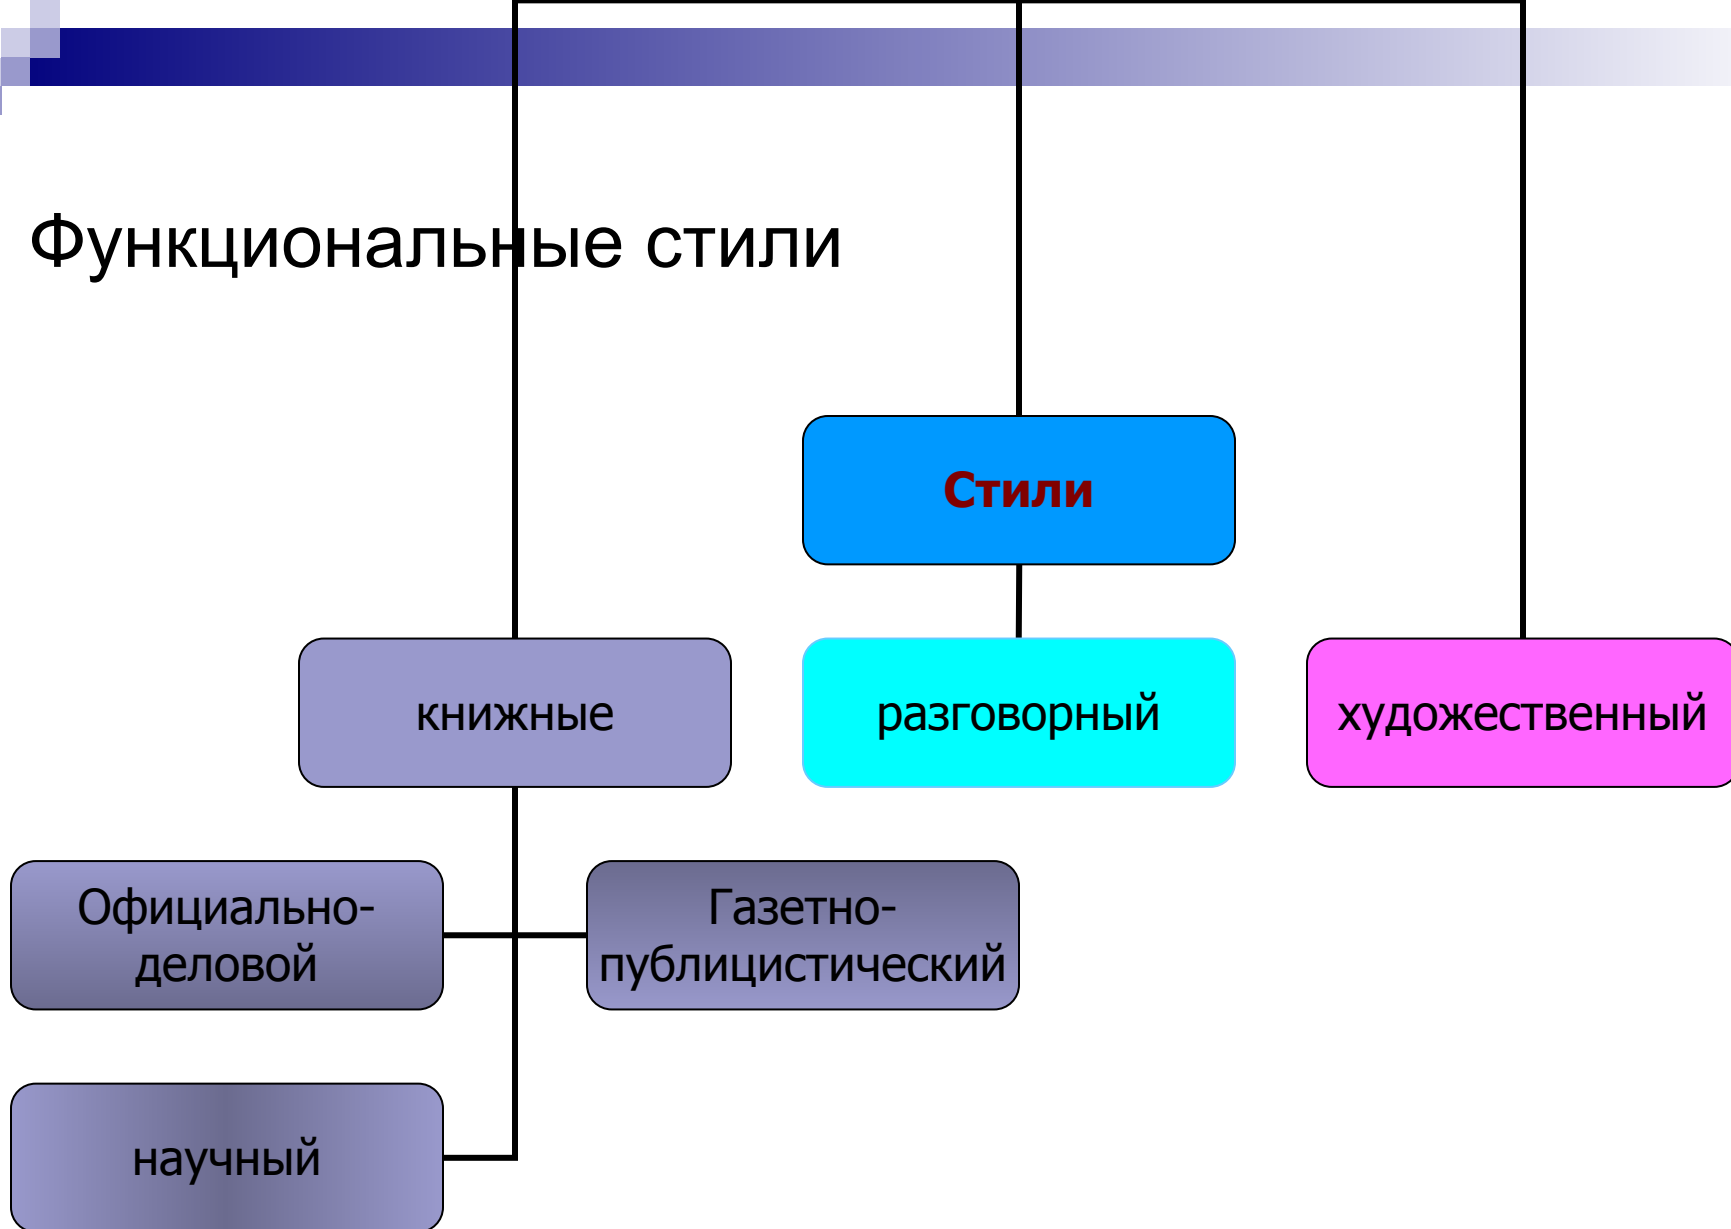 Функциональные стили
Стили
книжные
разговорный
художественный
Официально-
деловой
Газетно-
публицистический
научный